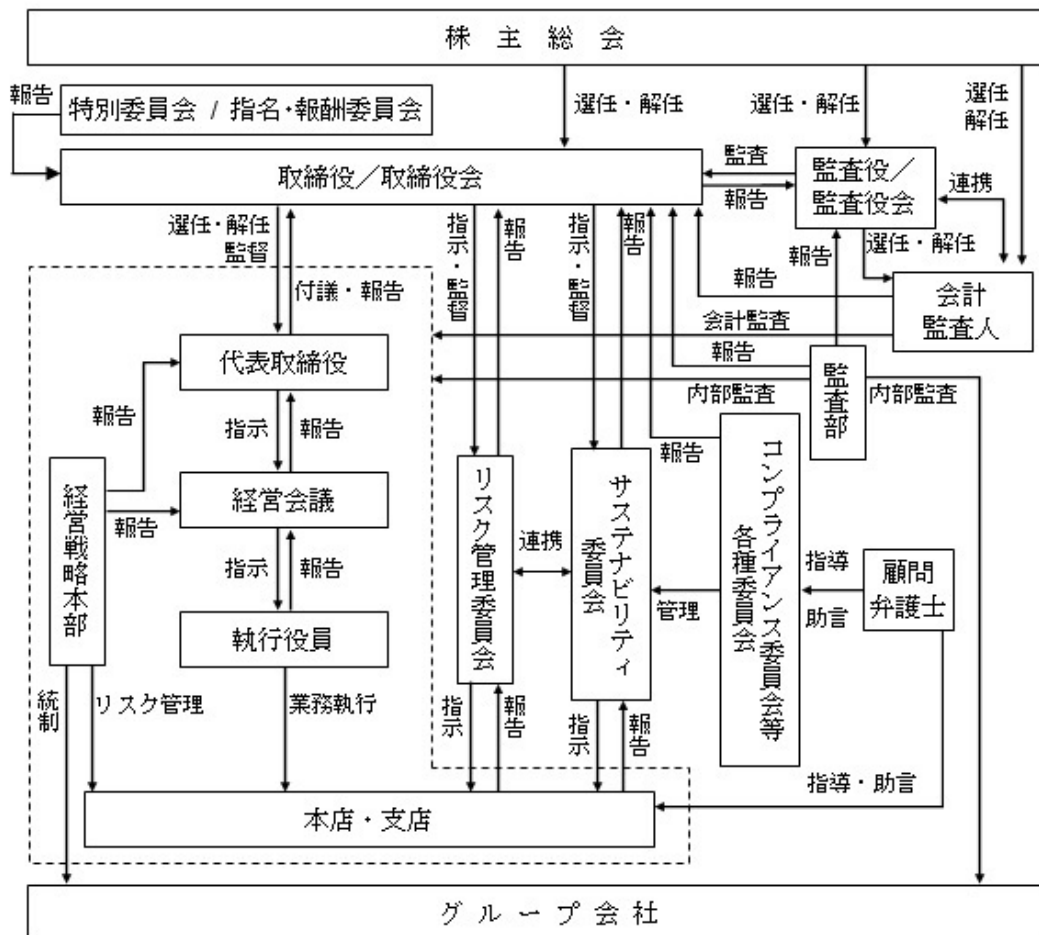 株主総会
報告
特別委員会 / 指名・報酬委員会
選任・解任
選任・解任
選任
解任
取締役／取締役会
監査
報告
監査役／
監査役会
連携
選任・解任
監督
付議・報告
指示・監督
報告
指示・監督
報告
報告
選任・解任
報告
会計
監査人
会計監査
報告
監査部
内部監査
内部監査
代表取締役
報告
指示
報告
報告
経営戦略本部
報告
経営会議
指示
報告
執行役員
リスク管理委員会
連携
サステナビリティ
委員会
管理
コンプライアンス委員会等
各種委員会
指導
助言
顧問
弁護士
統制
リスク管理
業務執行
指示
報告
指示
報告
指導・助言
本店・支店
グループ会社